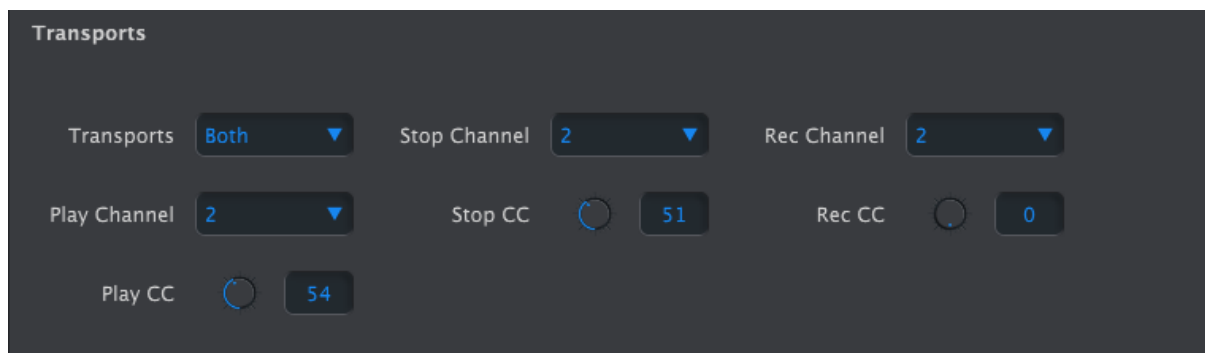 Transports
Transports Both Stop Channel 2 Rec Channel 2
Play Channel 2 Stop CC 51 Rec CC 0
Play CC 54